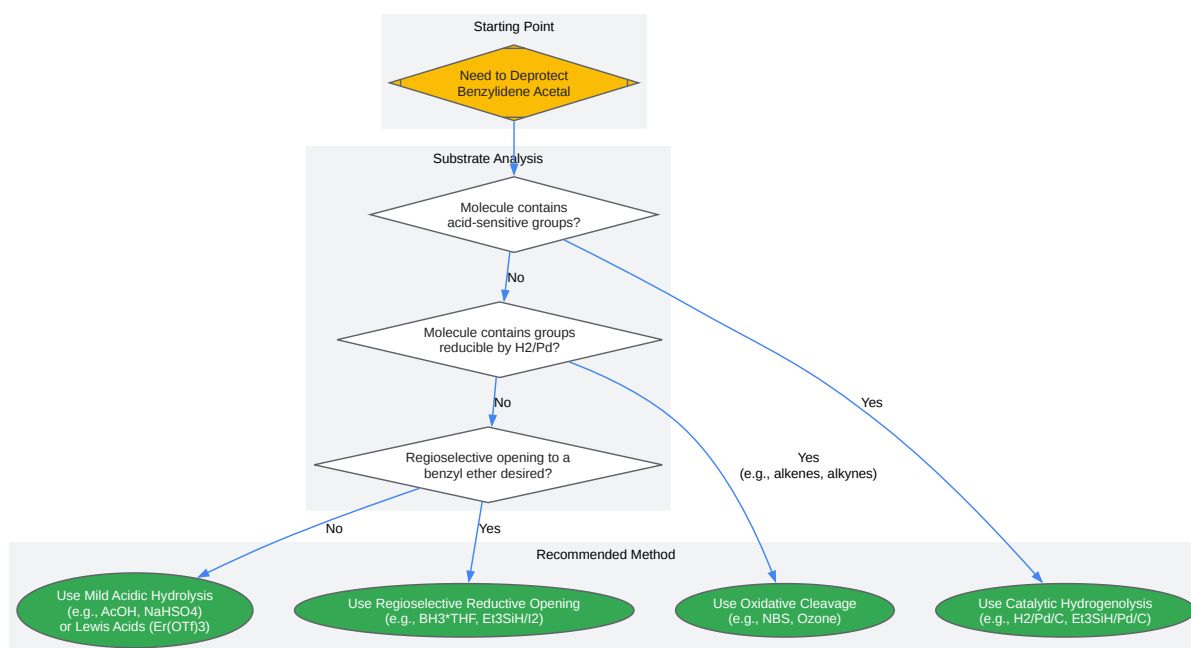 Starting Point
Need to Deprotect
Benzylidene Acetal
Substrate Analysis
Molecule contains
acid-sensitive groups?
No
Molecule contains groups
reducible by H2/Pd?
No
Yes
Regioselective opening to a
benzyl ether desired?
Yes
(e.g., alkenes, alkynes)
No
Yes
Recommended Method
Use Mild Acidic Hydrolysis
(e.g., AcOH, NaHSO4)
or Lewis Acids (Er(OTf)3)
Use Regioselective Reductive Opening
(e.g., BH3*THF, Et3SiH/I2)
Use Oxidative Cleavage
(e.g., NBS, Ozone)
Use Catalytic Hydrogenolysis
(e.g., H2/Pd/C, Et3SiH/Pd/C)